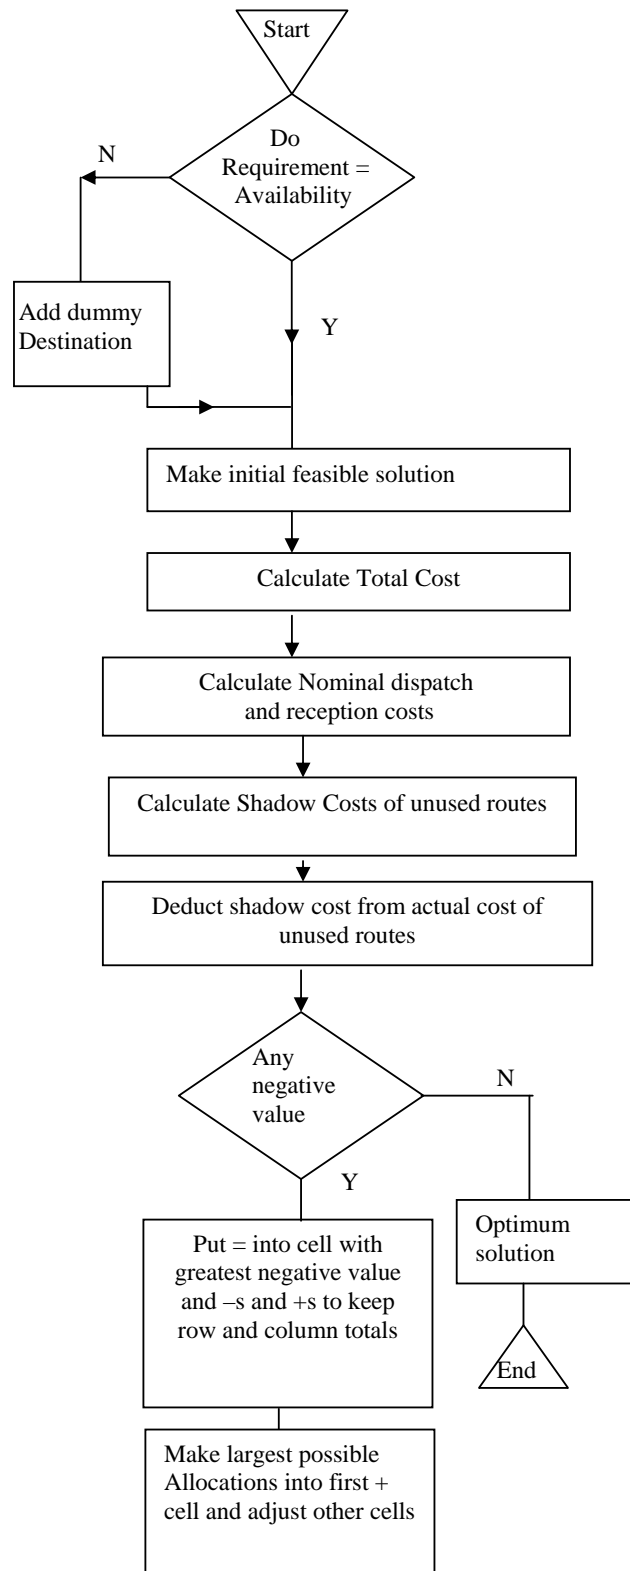 Start
Do
Requirement =
Availability
N
Y
Add dummy
Destination
Make initial feasible solution
Calculate Total Cost
Calculate Nominal dispatch
and reception costs
Calculate Shadow Costs of unused routes
Deduct shadow cost from actual cost of
unused routes
Any
negative
value
N
Y
Optimum
solution
End
Put = into cell with
greatest negative value
and –s and +s to keep
row and column totals
Make largest possible
Allocations into first +
cell and adjust other cells